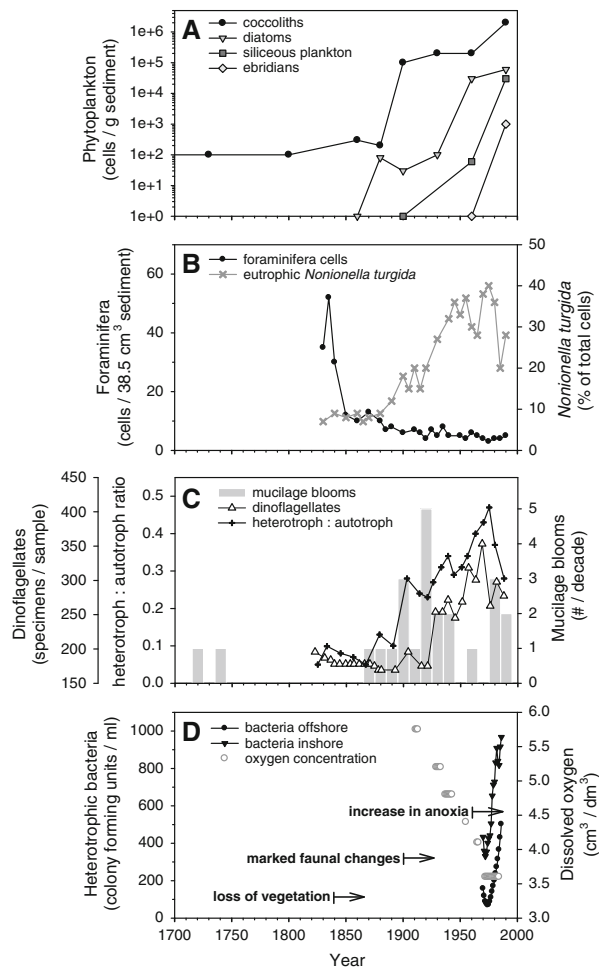 A
coccoliths
diatoms
siliceous plankton
ebridians
Phytoplankton
(cells / g sediment)
1e+6
1e+5
1e+4
1e+3
1e+2
1e+1
1e+0
B
foraminifera cells
eutrophic Nonionella turgida
Foraminifera
(cells / 38.5 cm³ sediment)
60
40
20
0
50
40
30
20
10
0
Nonionella turgida
(% of total cells)
C
mucilage blooms
dinoflagellates
heterotroph : autotroph
Dinoflagellates
(specimens / sample)
450
400
350
300
250
200
150
heterotroph : autotroph ratio
0.5
0.4
0.3
0.2
0.1
0.0
5
4
3
2
1
0
Mucilage blooms
(# / decade)
D
bacteria offshore
bacteria inshore
oxygen concentration
Heterotrophic bacteria
(colony forming units / ml)
1000
800
600
400
200
0
increase in anoxia
marked faunal changes
loss of vegetation
6.0
5.5
5.0
4.5
4.0
3.5
3.0
Dissolved oxygen
(cm³ / dm³)
1700 1750 1800 1850 1900 1950 2000
Year